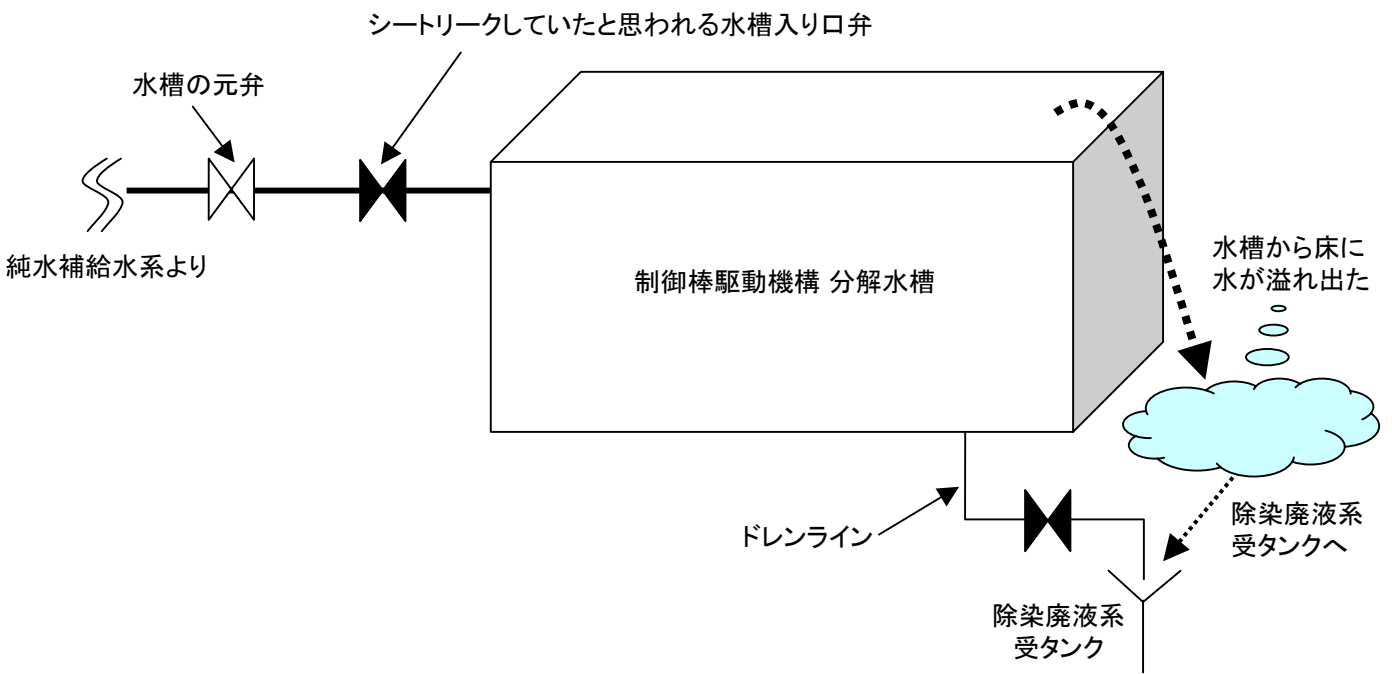 シートリークしていたと思われる水槽入り口弁
水槽の元弁
純水補給水系より
制御棒駆動機構 分解水槽
水槽から床に
水が溢れ出た
ドレンライン
除染廃液系
受タンクへ
除染廃液系
受タンク